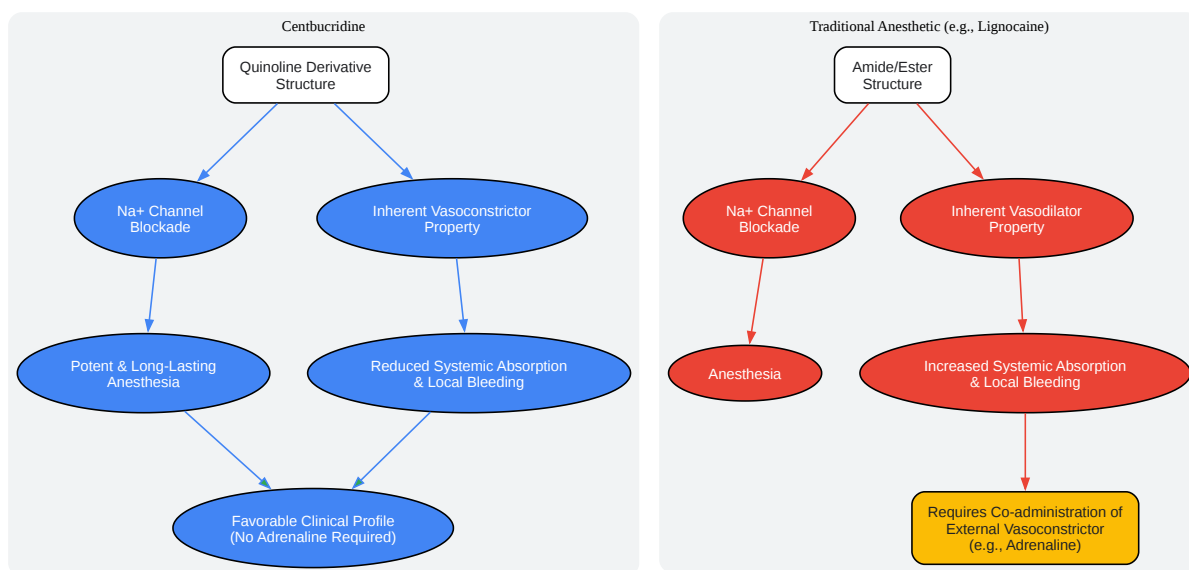 Centbucridine
Quinoline Derivative
Structure
Na+ Channel
Blockade
Inherent Vasoconstrictor
Property
Potent & Long-Lasting
Anesthesia
Reduced Systemic Absorption
& Local Bleeding
Favorable Clinical Profile
(No Adrenaline Required)
Traditional Anesthetic (e.g., Lignocaine)
Amide/Ester
Structure
Na+ Channel
Blockade
Inherent Vasodilator
Property
Anesthesia
Increased Systemic Absorption
& Local Bleeding
Requires Co-administration of
External Vasoconstrictor
(e.g., Adrenaline)